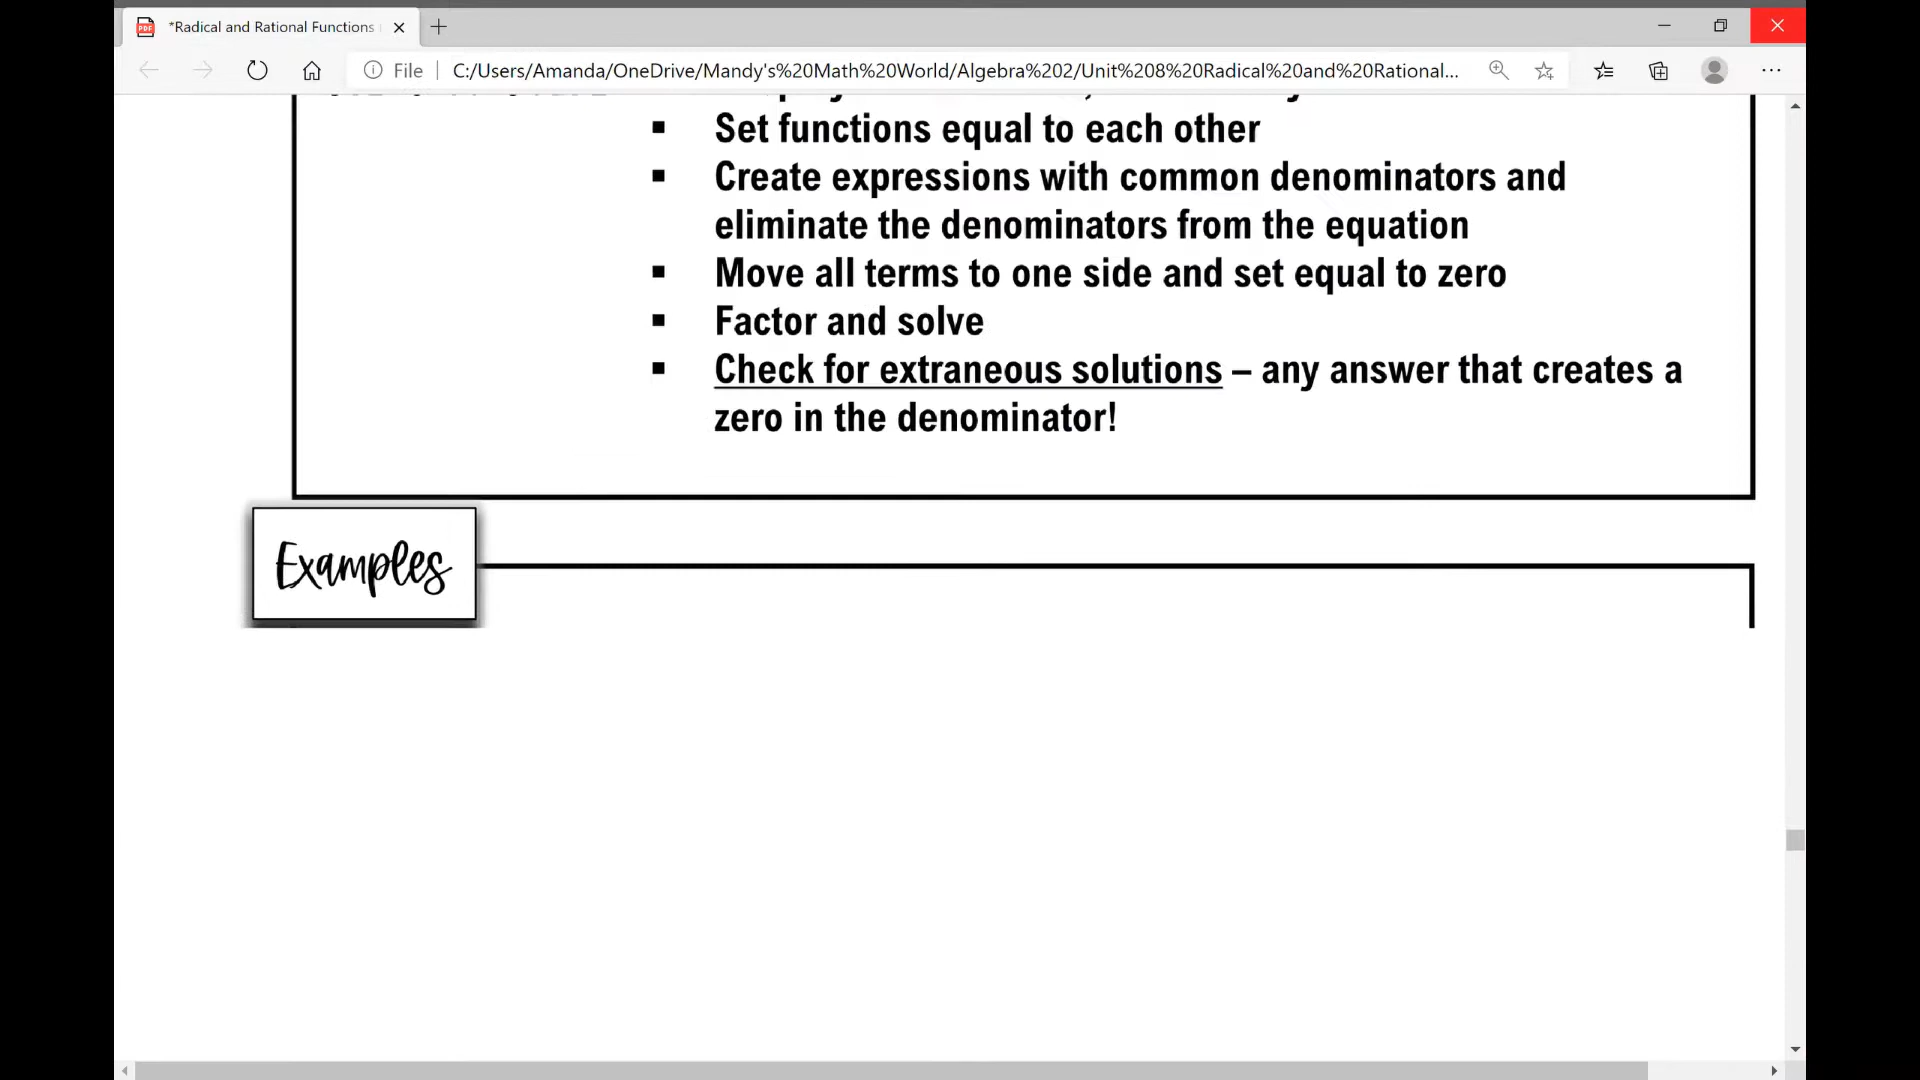 *Radical and Rational Functions
File
C:/Users/Amanda/OneDrive/Mandy's%20Math%20World/Algebra%202/Unit%208%20Radical%20and%20Rational...
▪ Set functions equal to each other
▪ Create expressions with common denominators and
eliminate the denominators from the equation
▪ Move all terms to one side and set equal to zero
▪ Factor and solve
▪ Check for extraneous solutions – any answer that creates a
zero in the denominator!
Examples